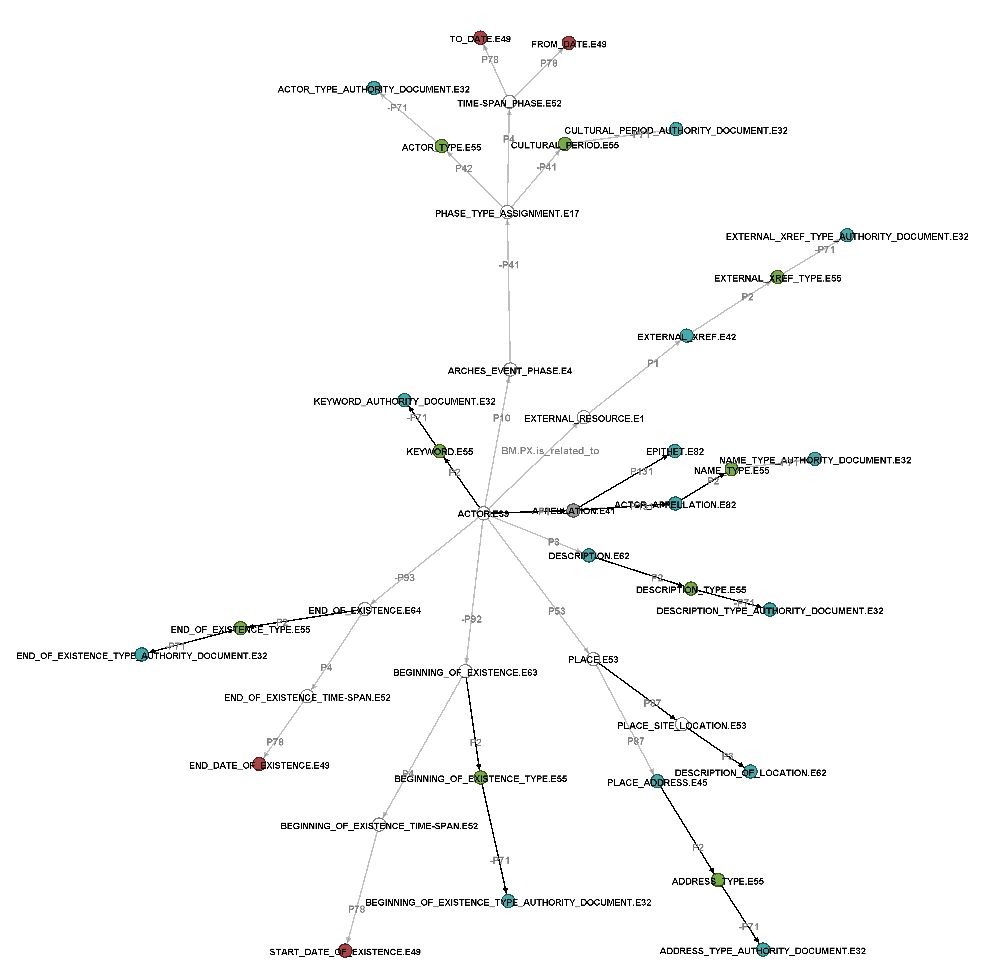 TO_DATE.E49
FROM_DATE.E49
P78
P78
ACTOR_TYPE_AUTHORITY_DOCUMENT.E32
TIME-SPAN_PHASE.E52
-P71
CULTURAL_PERIOD_AUTHORITY_DOCUMENT.E32
P4
ACTOR_TYPE.E55
CULTURAL_PERIOD.E55
P42
-P41
PHASE_TYPE_ASSIGNMENT.E17
EXTERNAL_XREF_TYPE_AUTHORITY_DOCUMENT.E32
-P71
-P41
EXTERNAL_XREF_TYPE.E55
P2
EXTERNAL_XREF.E42
P1
ARCHES_EVENT_PHASE.E4
KEYWORD_AUTHORITY_DOCUMENT.E32
-P71
P10
EXTERNAL_RESOURCE.E1
KEYWORD.E55
BM.PX.is_related_to
EPITHET.E82
NAME_TYPE_AUTHORITY_DOCUMENT.E32
P2
P131
NAME_TYPE.E55
P2
ACTOR.E39
APPELLATION.E41
ACTOR_APPELLATION.E82
P3
DESCRIPTION.E62
-P93
P2
DESCRIPTION_TYPE.E55
-P71
END_OF_EXISTENCE.E64
P53
DESCRIPTION_TYPE_AUTHORITY_DOCUMENT.E32
-P92
P2
END_OF_EXISTENCE_TYPE.E55
-P71
END_OF_EXISTENCE_TYPE_AUTHORITY_DOCUMENT.E32
PLACE.E53
P4
BEGINNING_OF_EXISTENCE.E63
END_OF_EXISTENCE_TIME-SPAN.E52
P87
PLACE_SITE_LOCATION.E53
P78
P2
P87
P3
END_DATE_OF_EXISTENCE.E49
P4
BEGINNING_OF_EXISTENCE_TYPE.E55
DESCRIPTION_OF_LOCATION.E62
PLACE_ADDRESS.E45
BEGINNING_OF_EXISTENCE_TIME-SPAN.E52
P2
-P71
ADDRESS_TYPE.E55
BEGINNING_OF_EXISTENCE_TYPE_AUTHORITY_DOCUMENT.E32
P78
-P71
START_DATE_OF_EXISTENCE.E49
ADDRESS_TYPE_AUTHORITY_DOCUMENT.E32